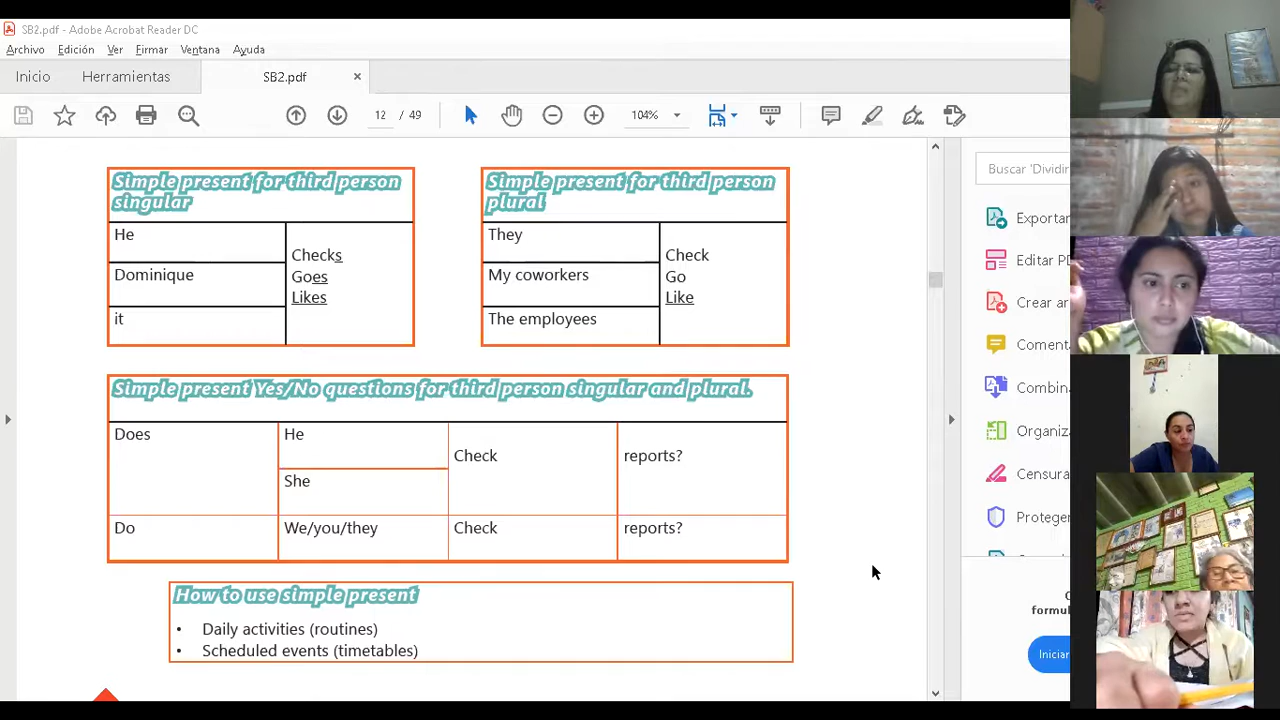 SB2.pdf - Adobe Acrobat Reader DC
Archivo Edición Ver Firmar Ventana Ayuda
Inicio Herramientas SB2.pdf ×
12 / 49 104%
Simple present for third person
singular
He
Dominique
it
Checks
Goes
Likes
Simple present for third person
plural
They
My coworkers
The employees
Check
Go
Like
Simple present Yes/No questions for third person singular and plural.
Does He Check reports?
She
Do We/you/they Check reports?
How to use simple present
• Daily activities (routines)
• Scheduled events (timetables)
Buscar 'Dividi
Exportar
Editar PD
Crear ar
Coment
Combin
Organiz
Censura
Proteger
formul
Iniciar